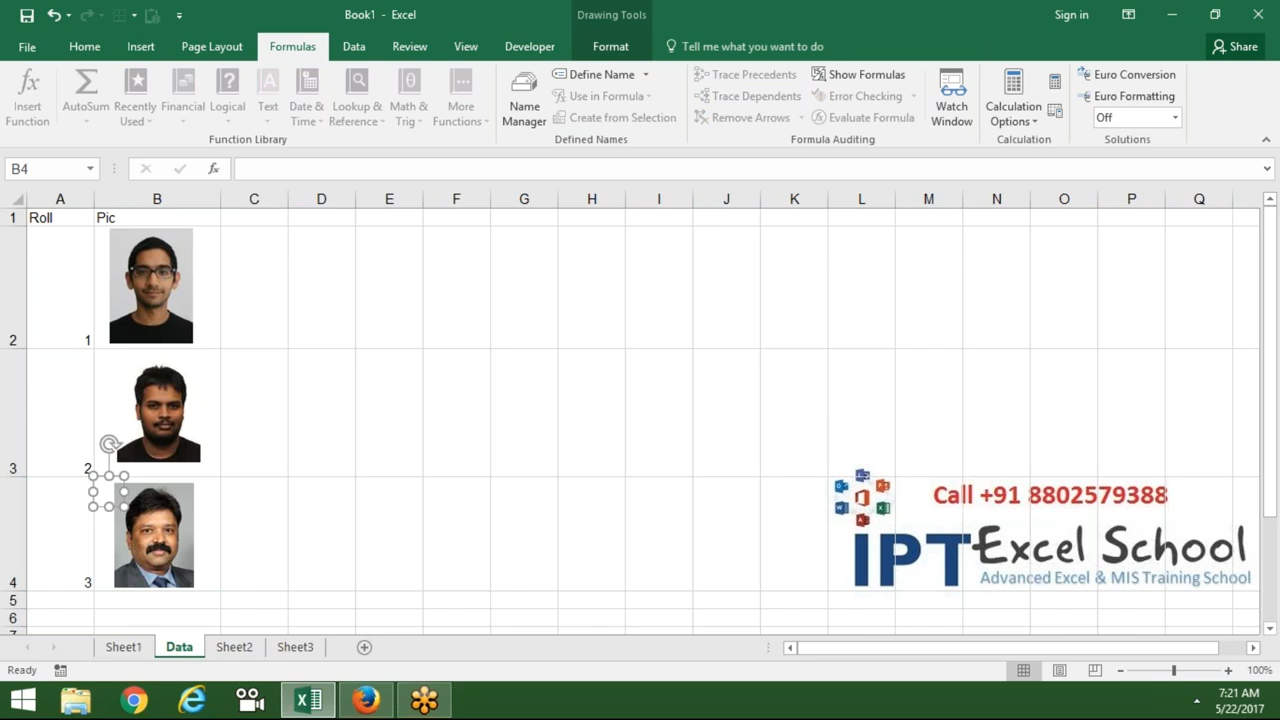 Book1 - Excel
Drawing Tools
Sign in
File
Home
Insert
Page Layout
Formulas
Data
Review
View
Developer
Format
Tell me what you want to do
Share
Insert Function
AutoSum
Recently Used
Financial
Logical
Text
Date & Time
Lookup & Reference
Math & Trig
More Functions
Function Library
Name Manager
Define Name
Use in Formula
Create from Selection
Defined Names
Trace Precedents
Trace Dependents
Remove Arrows
Show Formulas
Error Checking
Evaluate Formula
Formula Auditing
Watch Window
Calculation Options
Calculation
Euro Conversion
Euro Formatting
Off
Solutions
B4
fx
A B C D E F G H I J K L M N O P Q
1 Roll Pic
2 1
3 2
4 3
5
6
7
Call +91 8802579388
IPT Excel School
Advanced Excel & MIS Training School
Sheet1 Data Sheet2 Sheet3
Ready
100%
7:21 AM
5/22/2017